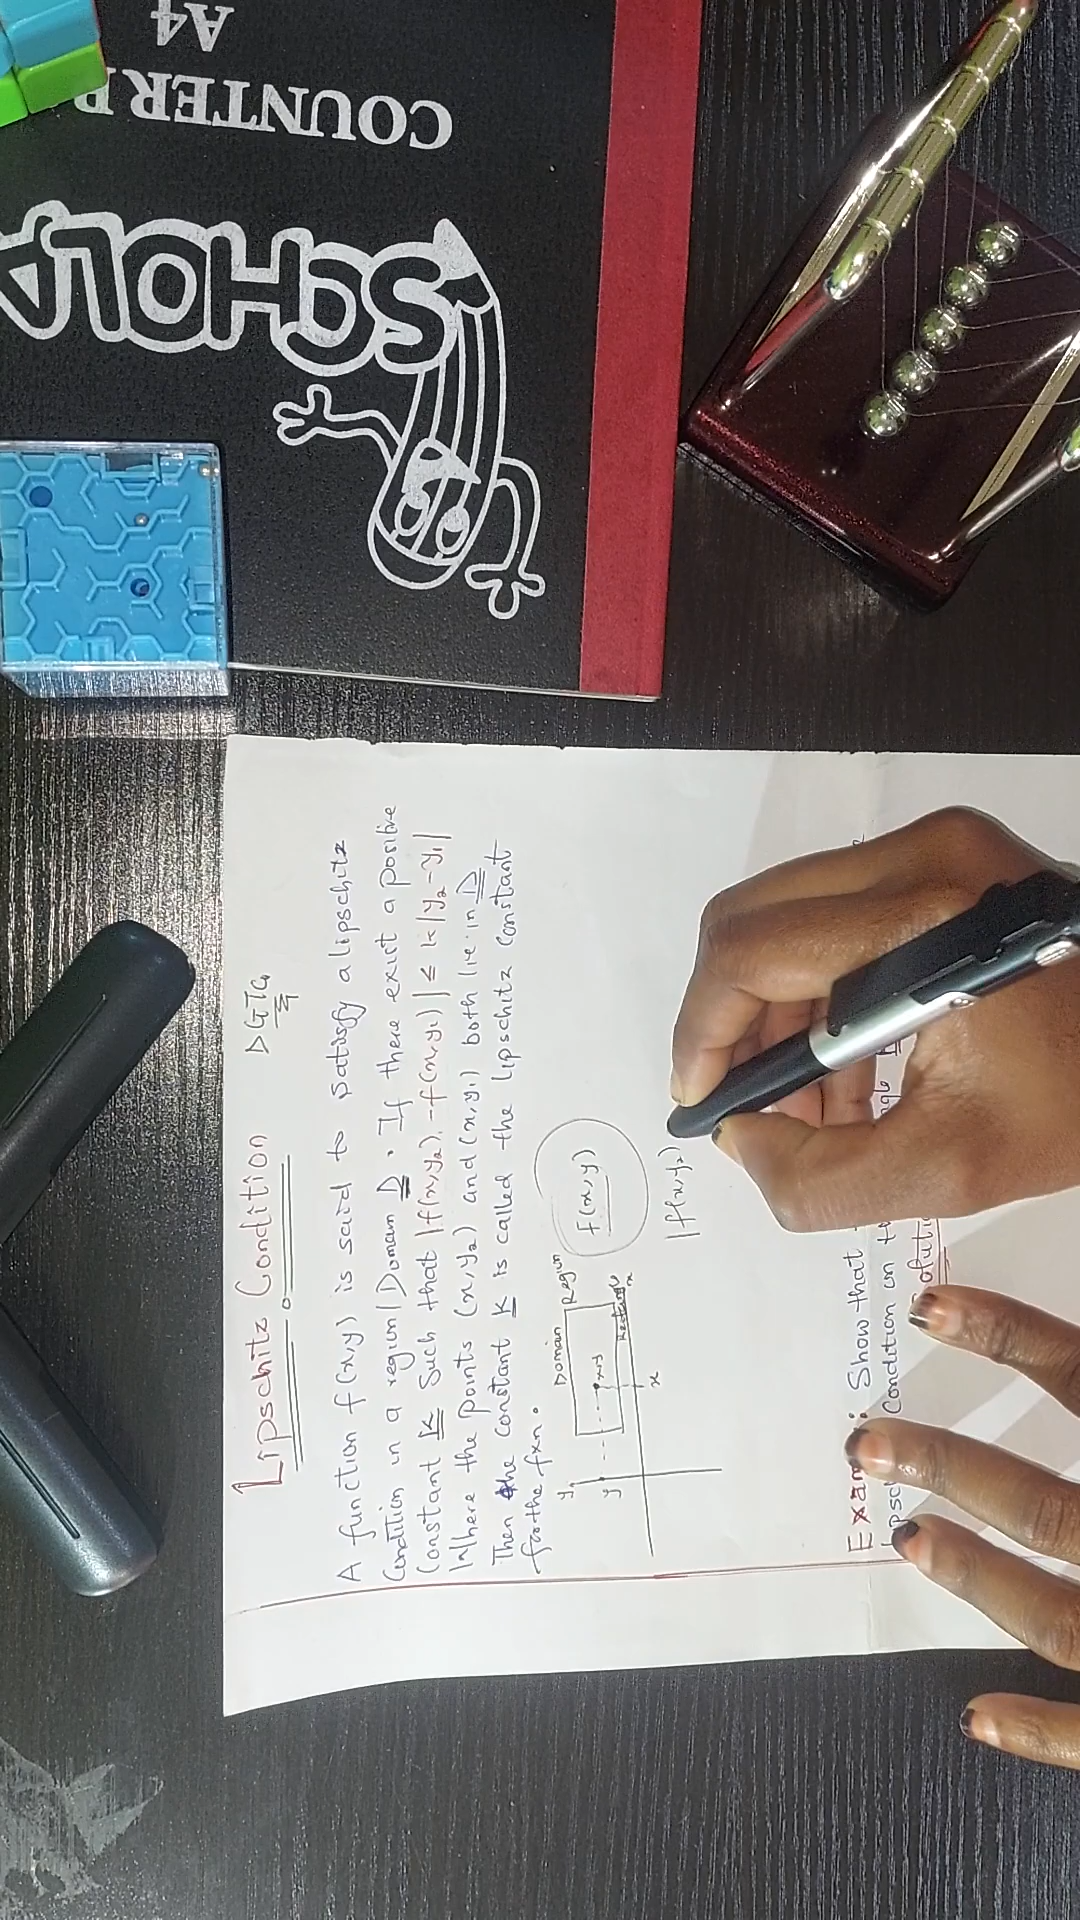 Lipschitz Condition
DGTG
A function f(x,y) is said to satisfy a lipschitz
Condition in a region / Domain D. If there exist a positive
Constant K Such that |f(x,y₂) - f(x,y₁)| ≤ K|y₂-y₁|
Where the points (x,y₂) and (x,y₁) both lie in D
Then the constant K is called the Lipschitz Constant
for the fxn.
Domain Region
y
y
x,y
Rectangle
x
x
f(x,y)
|f(x,y₂)
Show that
Condition in
SCHOLA
COUNTER
A4